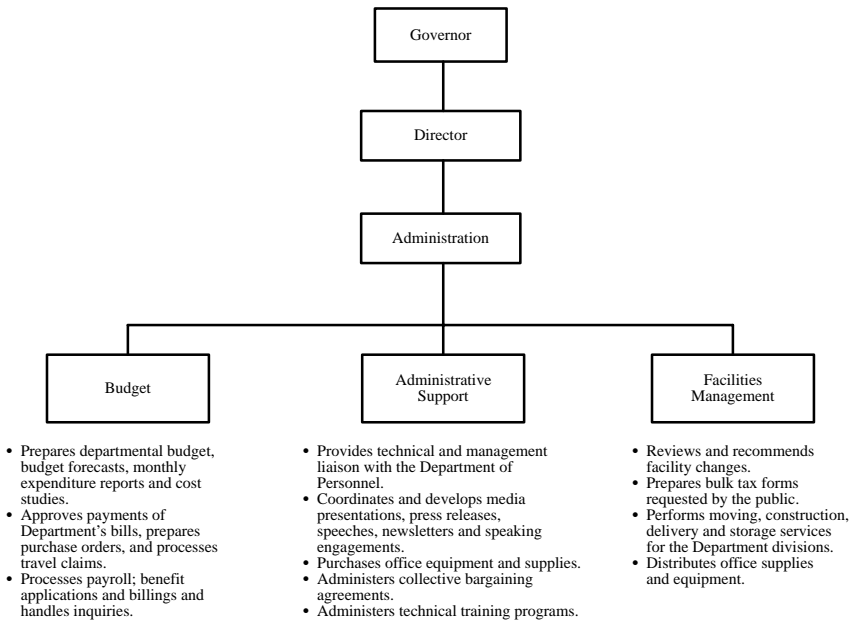 Governor
Director
Administration
Budget
Administrative
Support
Facilities
Management
• Prepares departmental budget,
budget forecasts, monthly
expenditure reports and cost
studies.
• Approves payments of
Department’s bills, prepares
purchase orders, and processes
travel claims.
• Processes payroll; benefit
applications and billings and
handles inquiries.
• Provides technical and management
liaison with the Department of
Personnel.
• Coordinates and develops media
presentations, press releases,
speeches, newsletters and speaking
engagements.
• Purchases office equipment and supplies.
• Administers collective bargaining
agreements.
• Administers technical training programs.
• Reviews and recommends
facility changes.
• Prepares bulk tax forms
requested by the public.
• Performs moving, construction,
delivery and storage services
for the Department divisions.
• Distributes office supplies
and equipment.